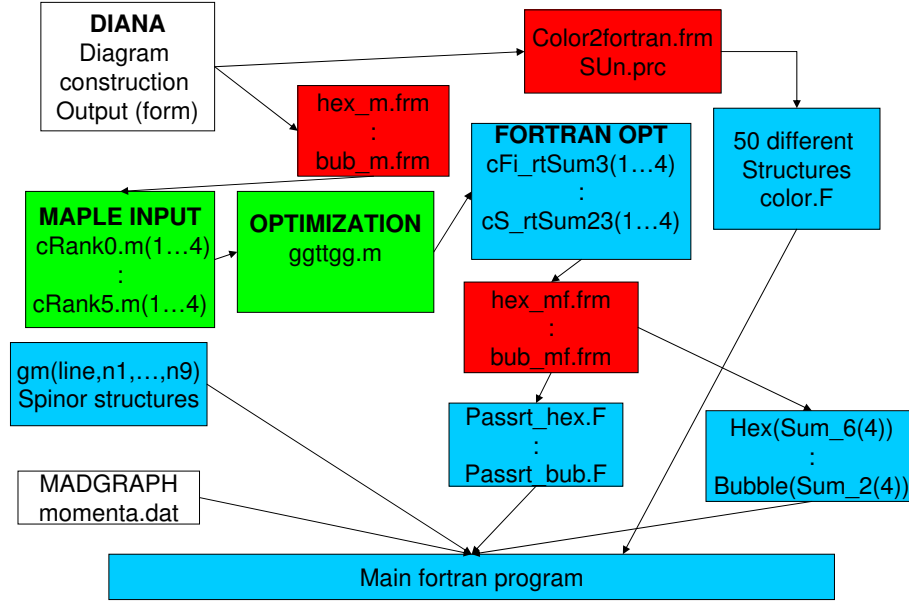 DIANA
Diagram
construction
Output (form)
Color2fortran.frm
SUn.prc
hex_m.frm
:
bub_m.frm
FORTRAN OPT
cFi_rtSum3(1…4)
:
cS_rtSum23(1…4)
50 different
Structures
color.F
MAPLE INPUT
cRank0.m(1…4)
:
cRank5.m(1…4)
OPTIMIZATION
ggttgg.m
hex_mf.frm
:
bub_mf.frm
gm(line,n1,…,n9)
Spinor structures
Passrt_hex.F
:
Passrt_bub.F
Hex(Sum_6(4))
:
Bubble(Sum_2(4))
MADGRAPH
momenta.dat
Main fortran program